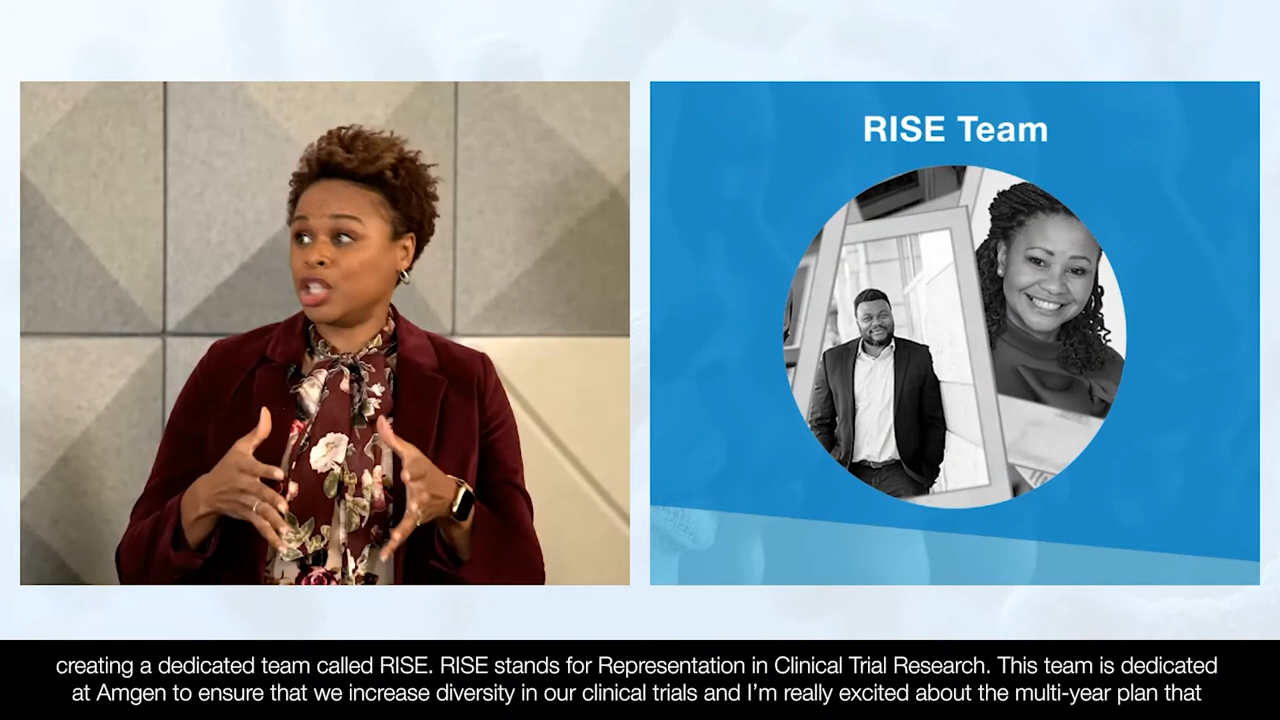 RISE Team
creating a dedicated team called RISE. RISE stands for Representation in Clinical Trial Research. This team is dedicated
at Amgen to ensure that we increase diversity in our clinical trials and I’m really excited about the multi-year plan that